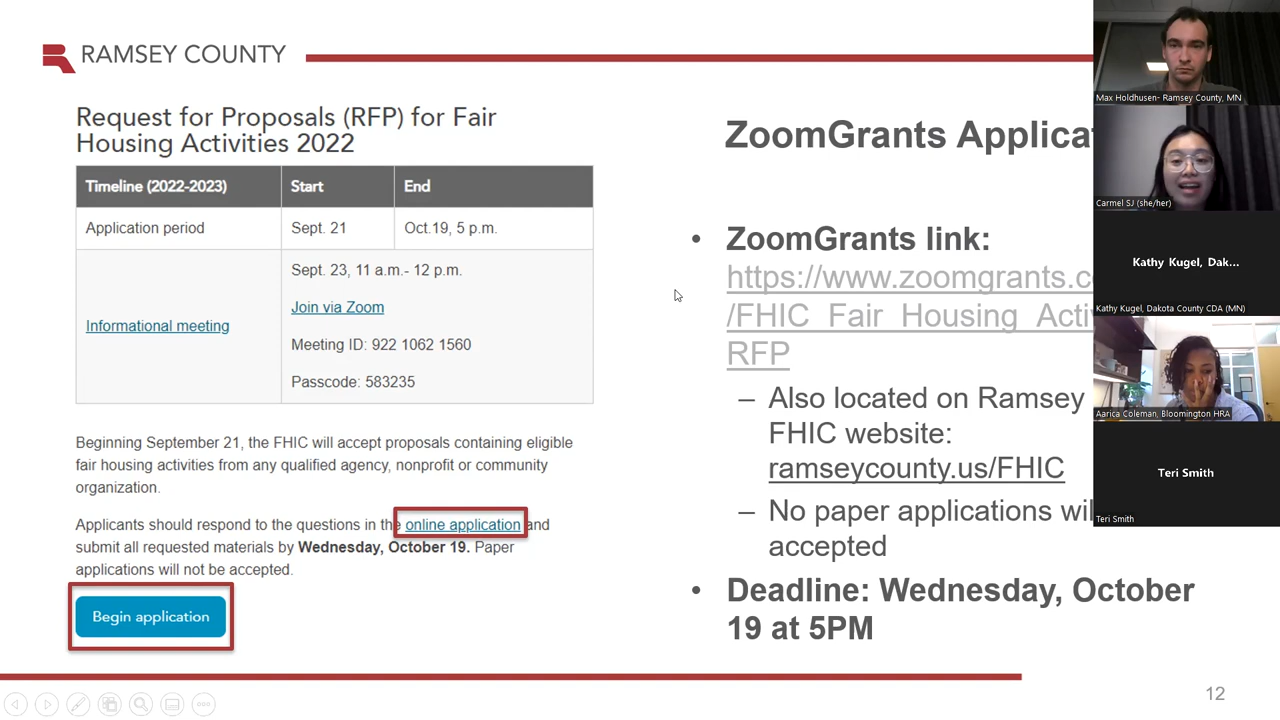 RAMSEY COUNTY
Request for Proposals (RFP) for Fair
Housing Activities 2022
Timeline (2022-2023) Start End
Application period Sept. 21 Oct.19, 5 p.m.
Informational meeting
Sept. 23, 11 a.m.- 12 p.m.
Join via Zoom
Meeting ID: 922 1062 1560
Passcode: 583235
Beginning September 21, the FHIC will accept proposals containing eligible
fair housing activities from any qualified agency, nonprofit or community
organization.
Applicants should respond to the questions in the online application and
submit all requested materials by Wednesday, October 19. Paper
applications will not be accepted.
Begin application
ZoomGrants
• ZoomGrants link:
https://www.zoomgrants.c
/FHIC_Fair_Housing_
RFP
– Also located on Ramsey
FHIC website:
ramseycounty.us/FHIC
– No paper applications
accepted
• Deadline: Wednesday, October
19 at 5PM
12
Max Holdhusen- Ramsey County, MN
Carmel SJ (she/her)
Kathy Kugel, Dak...
Kathy Kugel, Dakota County CDA (MN)
Aarica Coleman, Bloomington HRA
Teri Smith
Teri Smith